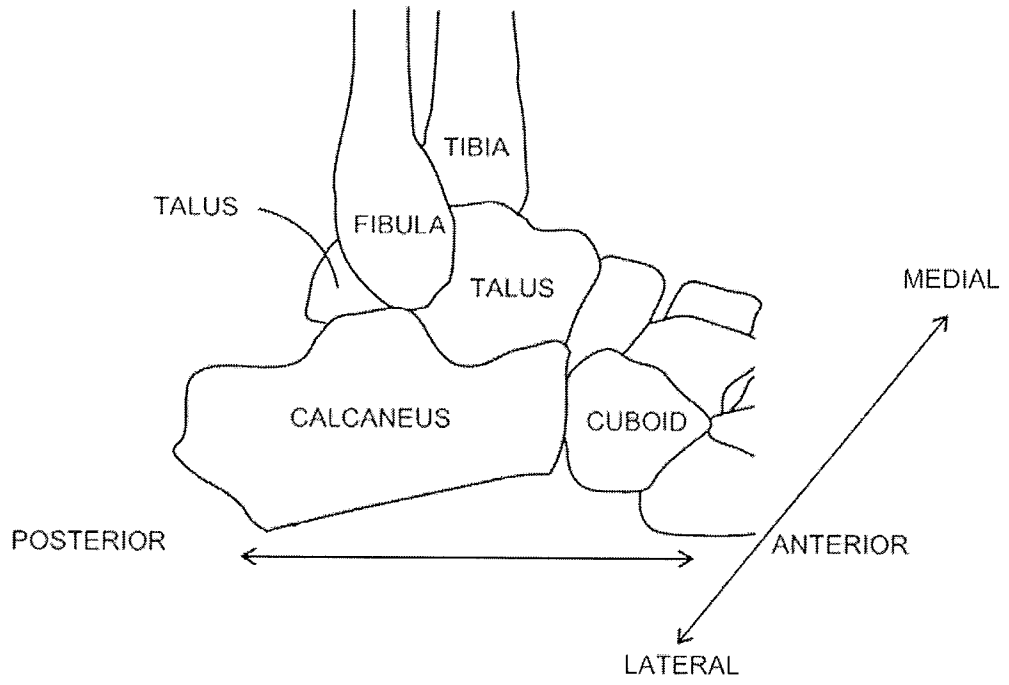 TIBIA
TALUS
FIBULA
TALUS
MEDIAL
CALCANEUS
CUBOID
POSTERIOR
ANTERIOR
LATERAL